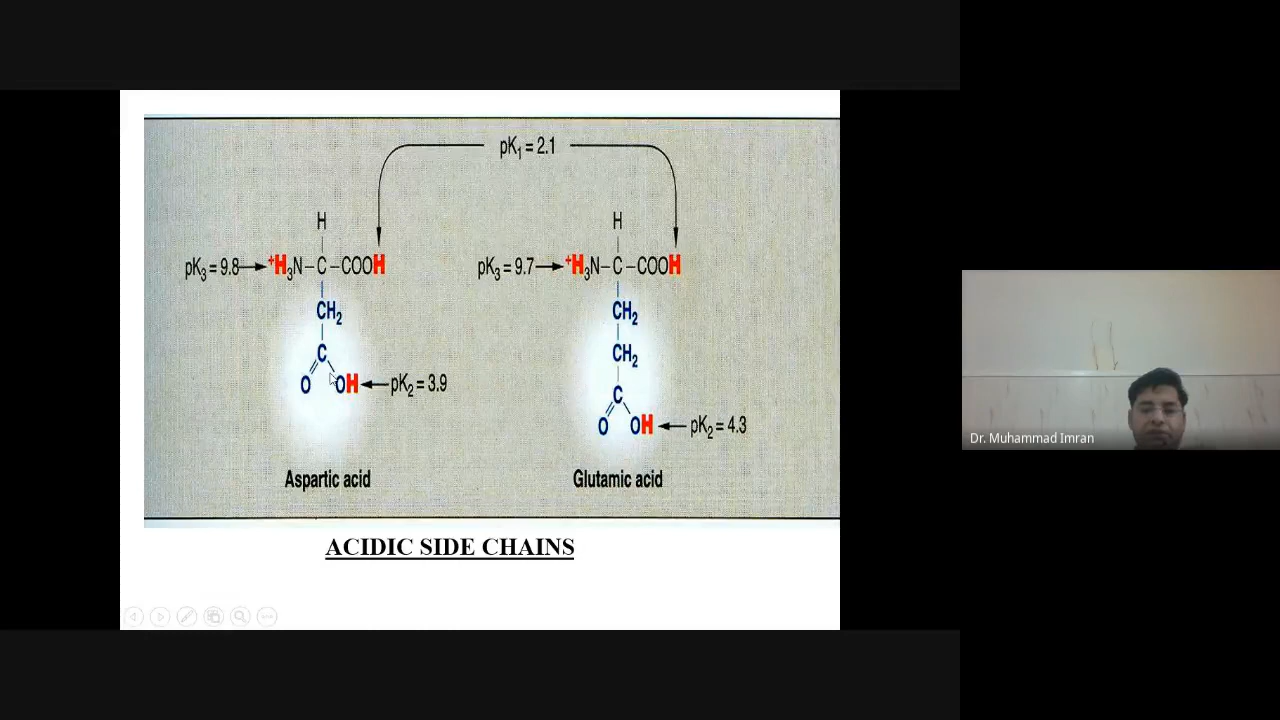 pK1 = 2.1
H
H
pK3 = 9.8 +H3N–C–COOH
pK3 = 9.7 +H3N–C–COOH
CH2
CH2
C
CH2
O OH pK2 = 3.9
C
O OH pK2 = 4.3
Aspartic acid
Glutamic acid
ACIDIC SIDE CHAINS
Dr. Muhammad Imran